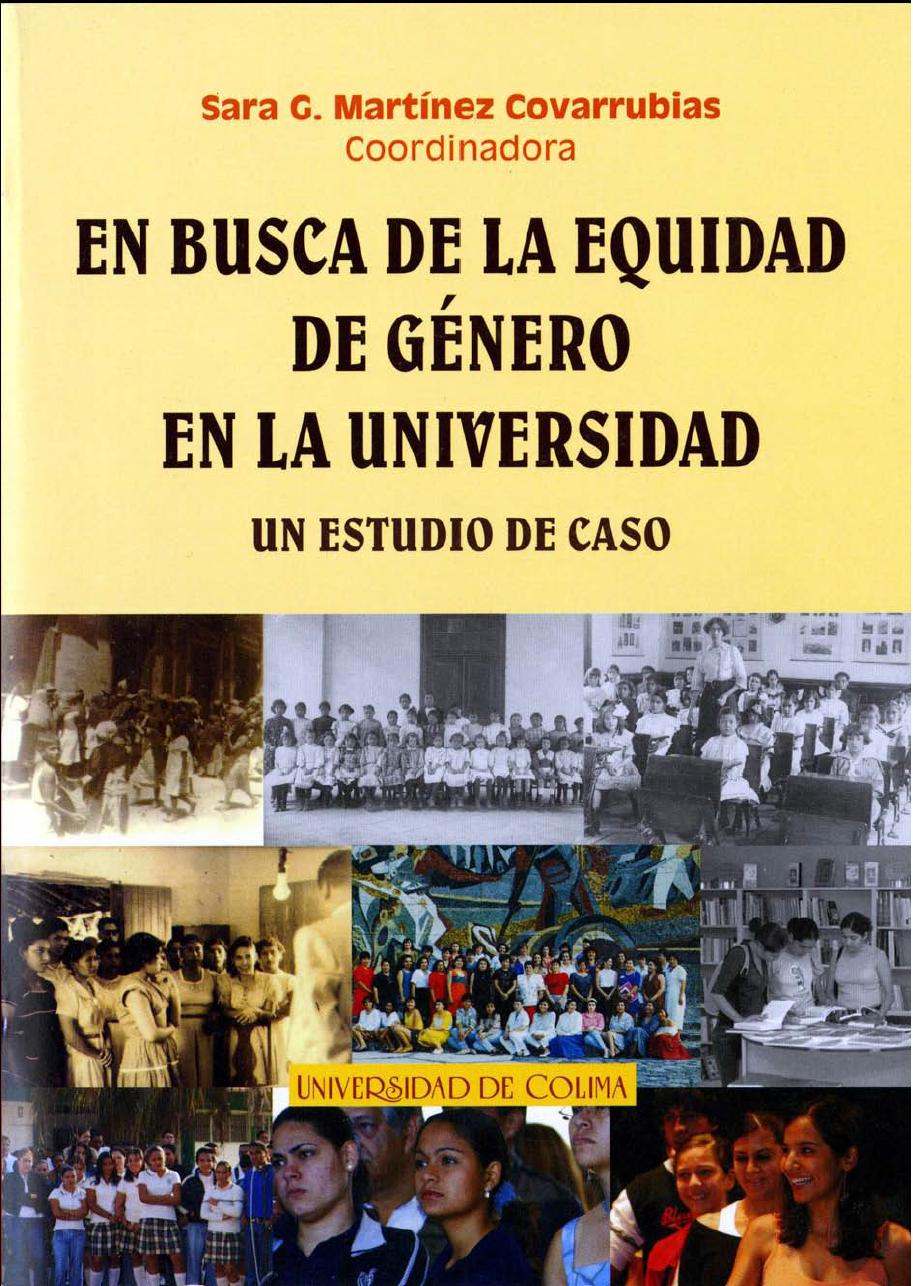 Sara G. Martínez Covarrubias
Coordinadora
EN BUSCA DE LA EQUIDAD
DE GÉNERO
EN LA UNIVERSIDAD
UN ESTUDIO DE CASO
UNIVERSIDAD DE COLIMA